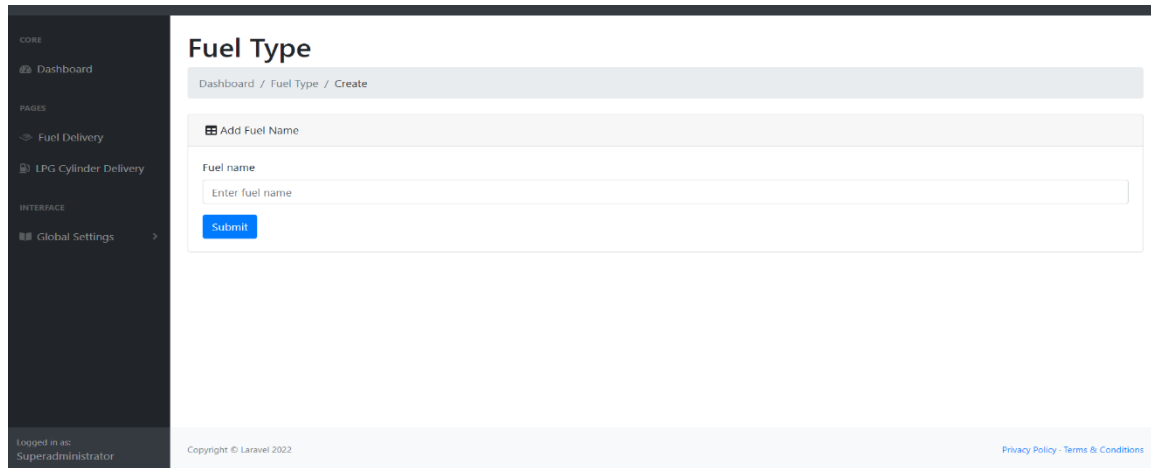 CORE
Dashboard
PAGES
Fuel Delivery
LPG Cylinder Delivery
INTERFACE
Global Settings
Logged in as:
Superadministrator
Fuel Type
Dashboard / Fuel Type / Create
Add Fuel Name
Fuel name
Enter fuel name
Submit
Copyright © Laravel 2022
Privacy Policy · Terms & Conditions